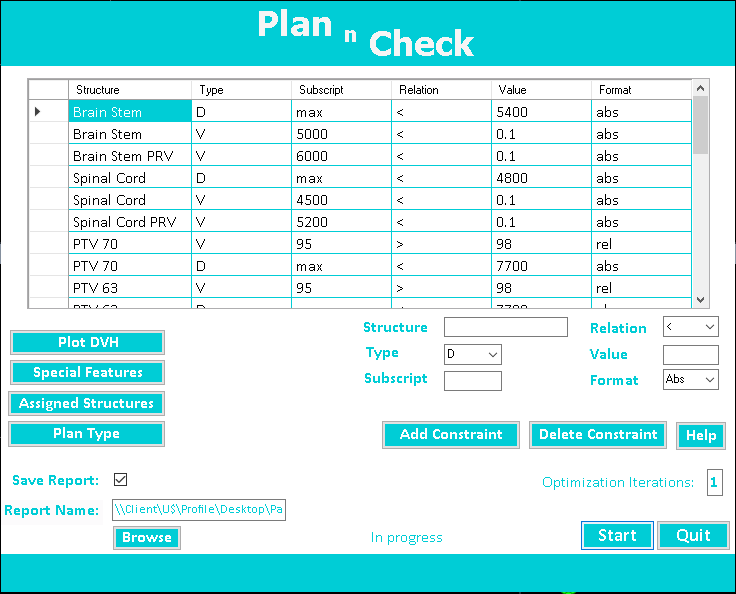 Plan n Check
Structure Type Subscript Relation Value Format
Brain Stem D max < 5400 abs
Brain Stem V 5000 < 0.1 abs
Brain Stem PRV V 6000 < 0.1 abs
Spinal Cord D max < 4800 abs
Spinal Cord V 4500 < 0.1 abs
Spinal Cord PRV V 5200 < 0.1 abs
PTV 70 V 95 > 98 rel
PTV 70 D max < 7700 abs
PTV 63 V 95 > 98 rel
Structure Relation <
Type D Value
Subscript Format Abs
Plot DVH
Special Features
Assigned Structures
Plan Type
Add Constraint Delete Constraint Help
Save Report:
Optimization Iterations: 1
Report Name: \\Client\U$\Profile\Desktop\Pa
Browse In progress Start Quit